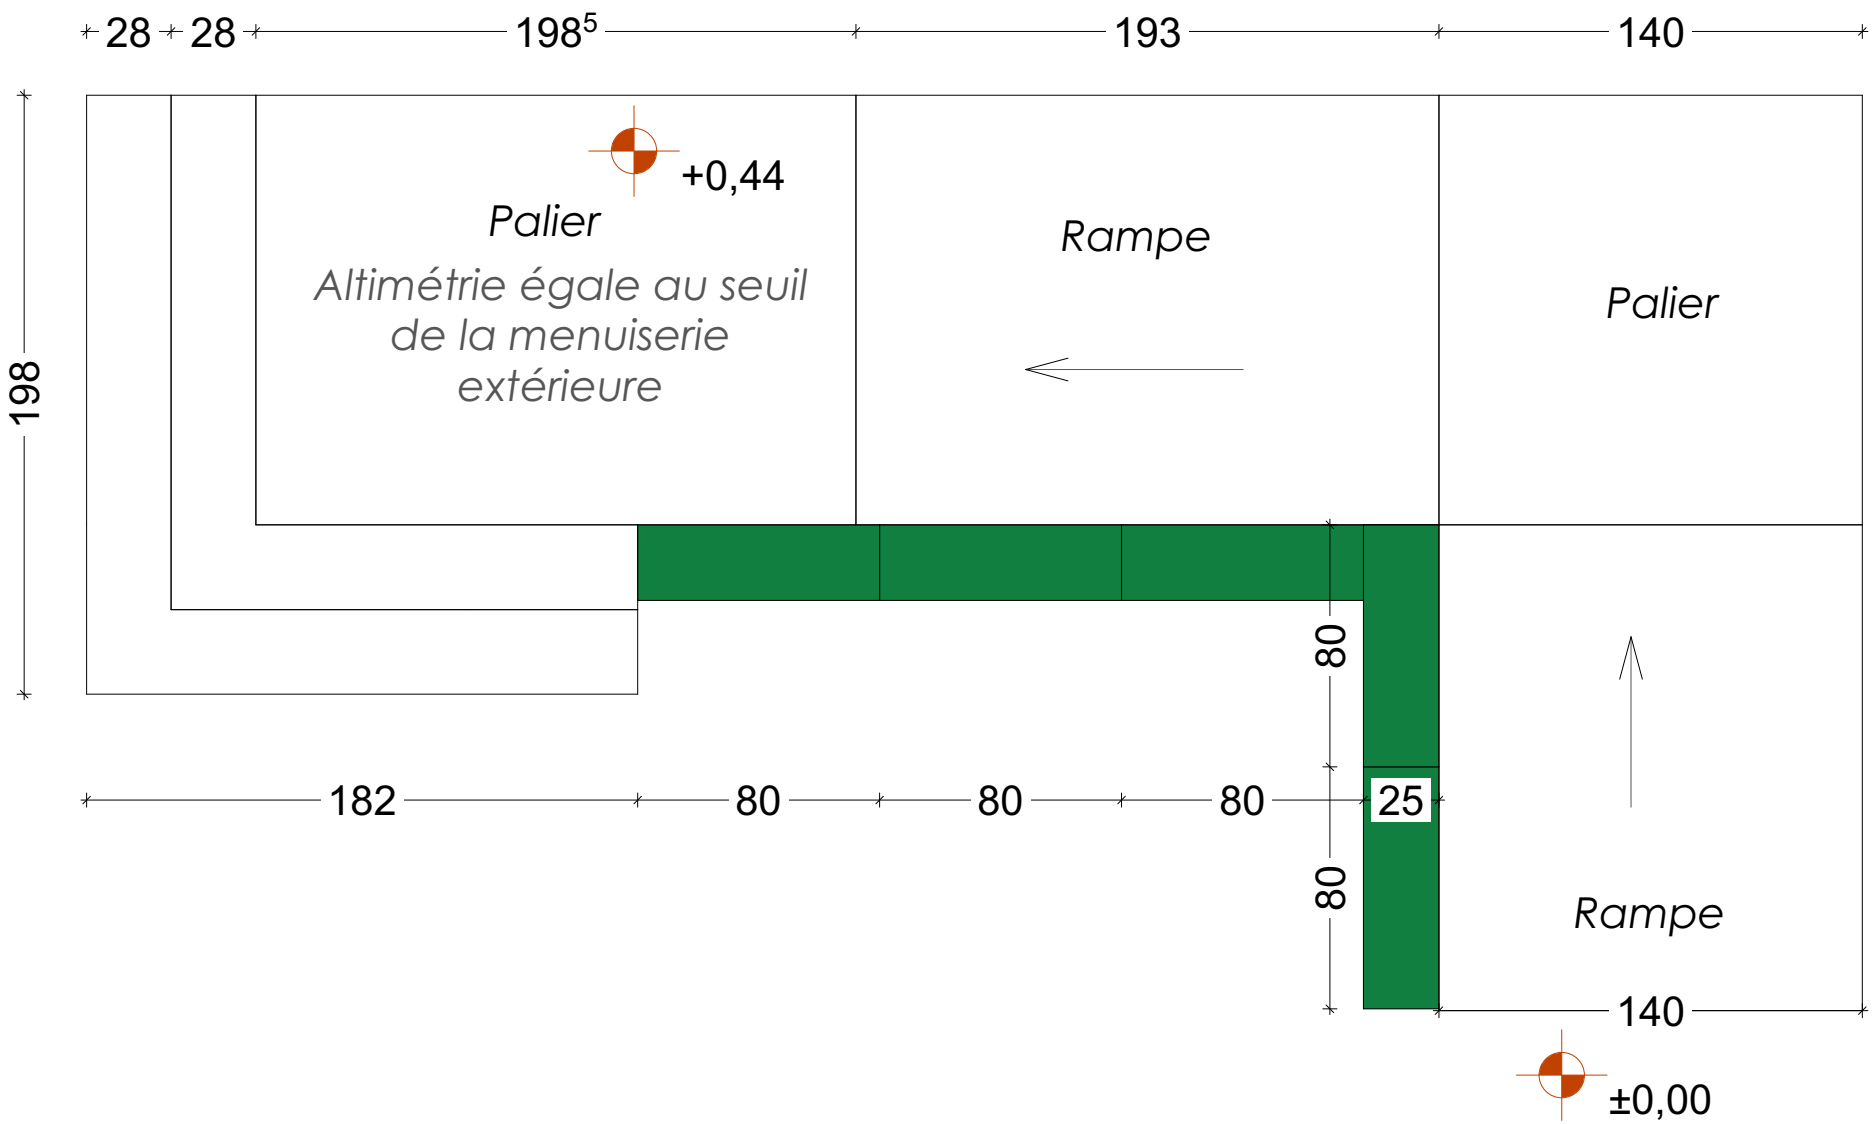 28 28 198⁵ 193 140
+0,44
Palier
Altimétrie égale au seuil
de la menuiserie
extérieure
Rampe
Palier
198
80
182 80 80 80 25
80
Rampe
140
±0,00